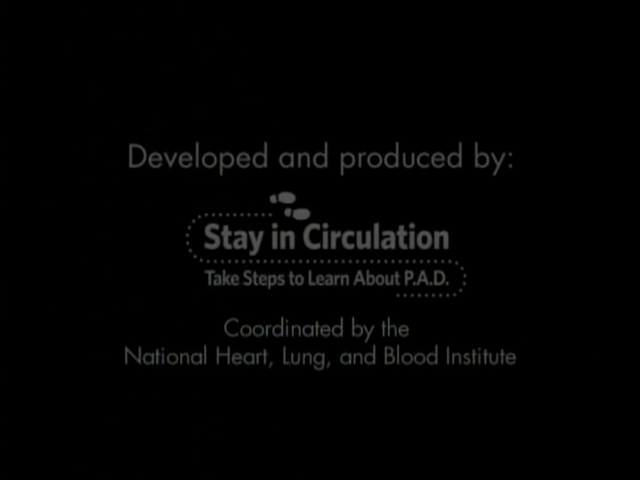 Developed and produced by:
Stay in Circulation
Take Steps to Learn About P.A.D.
Coordinated by the
National Heart, Lung, and Blood Institute